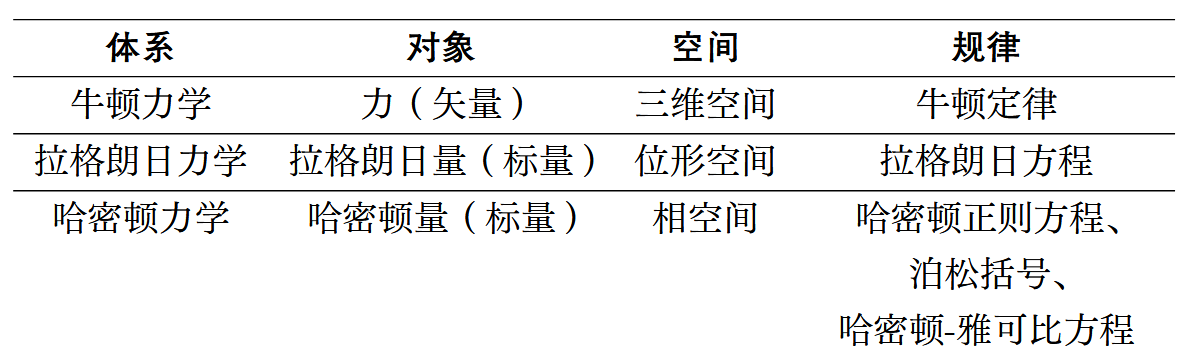 体系 对象 空间 规律
牛顿力学 力（矢量） 三维空间 牛顿定律
拉格朗日力学 拉格朗日量（标量） 位形空间 拉格朗日方程
哈密顿力学 哈密顿量（标量） 相空间 哈密顿正则方程、
泊松括号、
哈密顿-雅可比方程